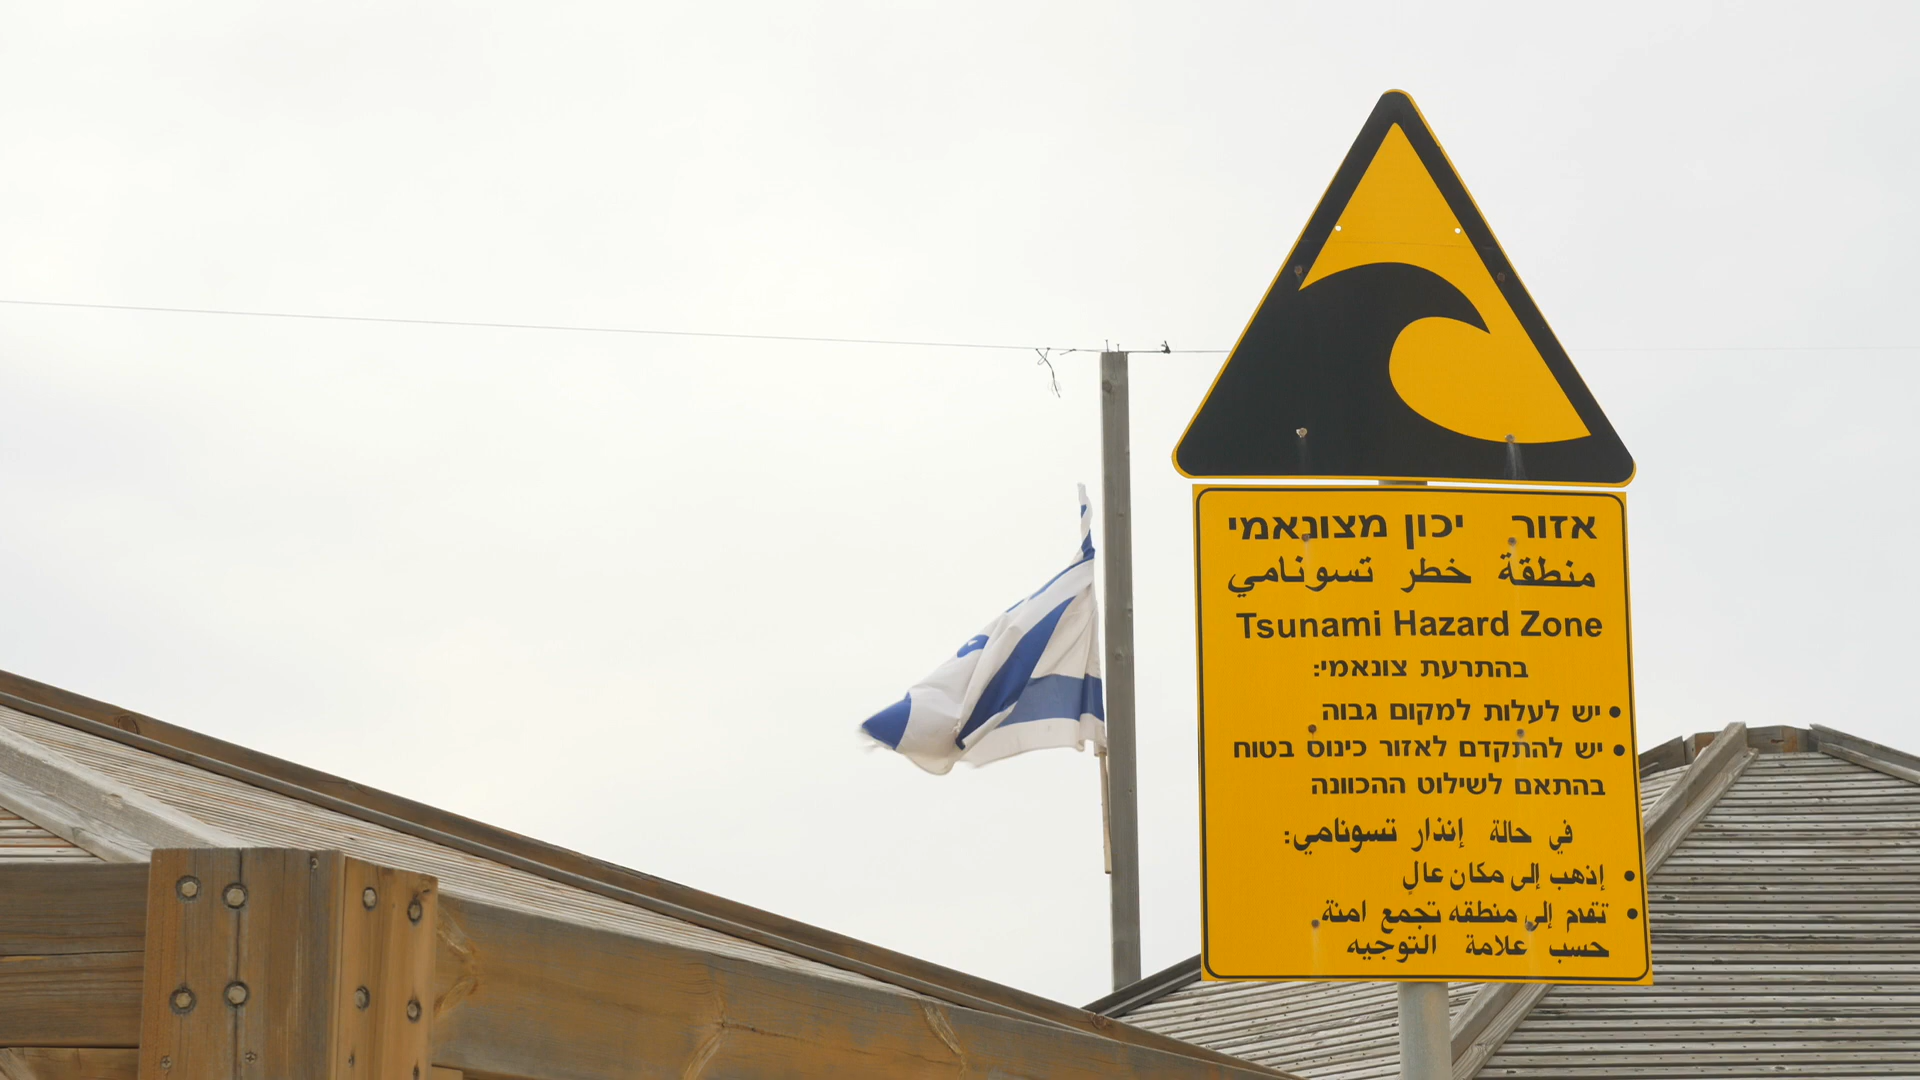 אזור יכון מצונאמי
منطقة خطر تسونامي
Tsunami Hazard Zone
בהתרעת צונאמי:
• יש לעלות למקום גבוה
• יש להתקדם לאזור כינוס בטוח
בהתאם לשילוט ההכוונה
في حالة إنذار تسونامي:
• إذهب إلى مكان عالٍ
• تقدم إلى منطقه تجمع امنة
حسب علامة التوجيه